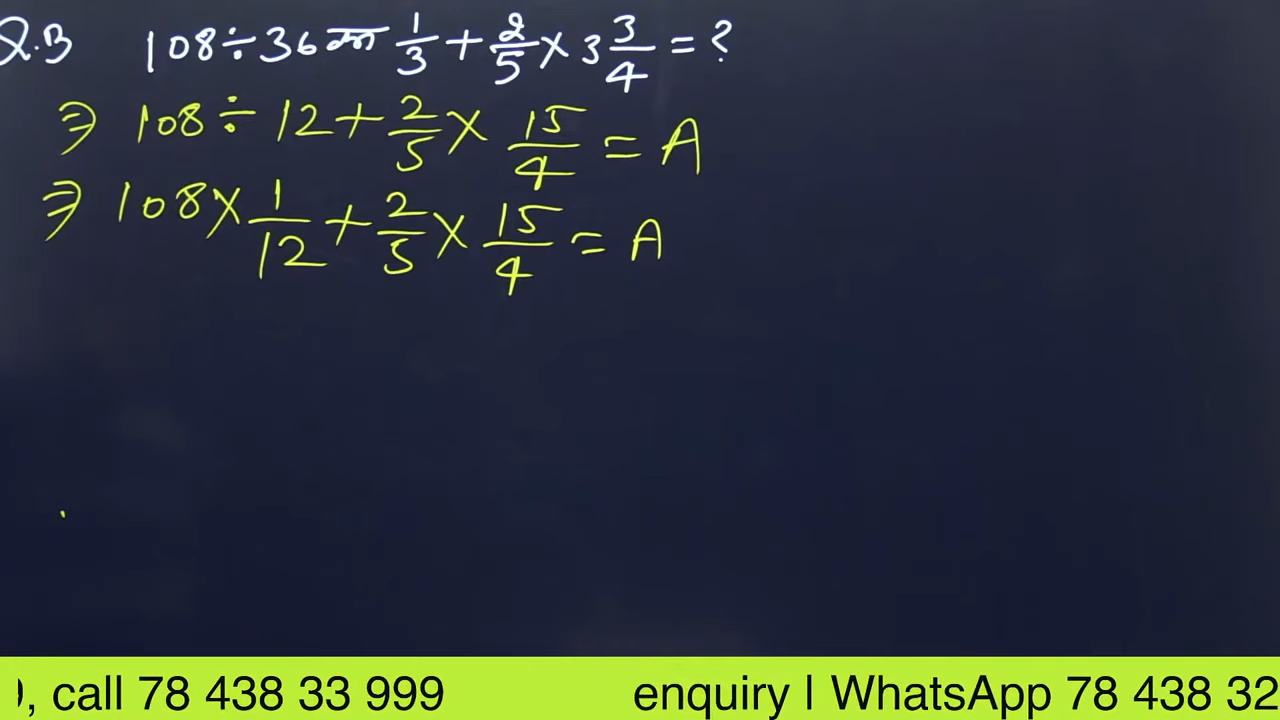 Q.3 108÷36का 1/3 + 2/5 × 3 3/4 = ?
⇒ 108 ÷ 12 + 2/5 × 15/4 = A
⇒ 108 × 1/12 + 2/5 × 15/4 = A
, call 78 438 33 999 enquiry | WhatsApp 78 438 32